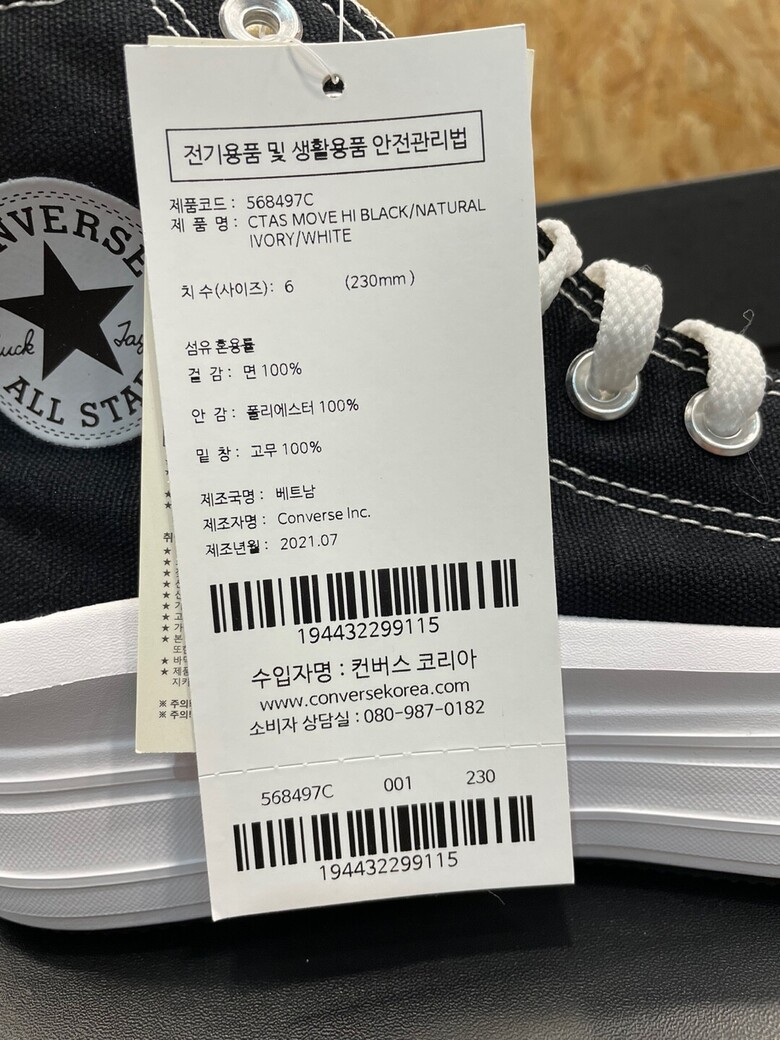 전기용품 및 생활용품 안전관리법
제품코드 : 568497C
제 품 명 : CTAS MOVE HI BLACK/NATURAL
IVORY/WHITE
치 수(사이즈) : 6 (230mm )
섬유 혼용률
겉 감 : 면 100%
안 감 : 폴리에스터 100%
밑 창 : 고무 100%
제조국명 : 베트남
제조자명 : Converse Inc.
제조년월 : 2021.07
194432299115
수입자명 : 컨버스 코리아
www.conversekorea.com
소비자 상담실 : 080-987-0182
568497C 001 230
194432299115
ALL STA
※ 주의
※ 주의